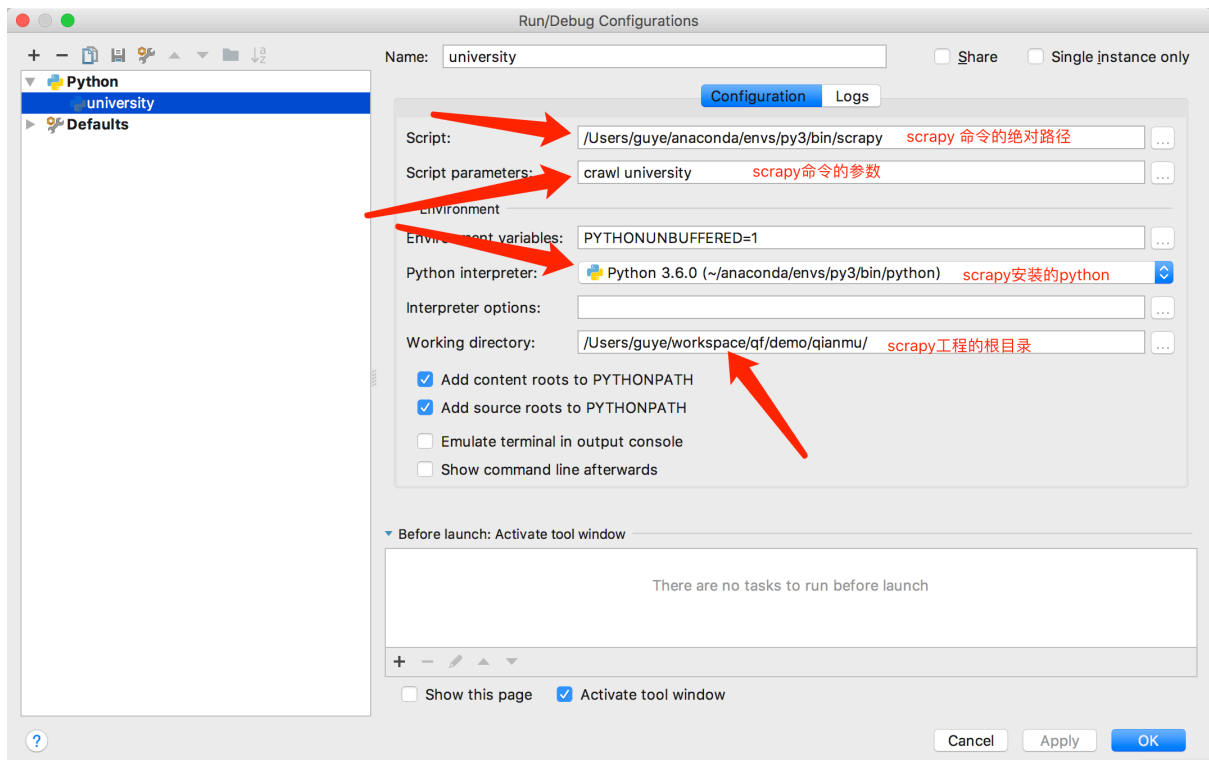 Run/Debug Configurations
Name: university
Share
Single instance only
Python
university
Defaults
Configuration
Logs
Script: /Users/guye/anaconda/envs/py3/bin/scrapy scrapy 命令的绝对路径 ...
Script parameters: crawl university scrapy命令的参数 ...
Environment
Environment variables: PYTHONUNBUFFERED=1 ...
Python interpreter: Python 3.6.0 (~/anaconda/envs/py3/bin/python) scrapy安装的python
Interpreter options: ...
Working directory: /Users/guye/workspace/qf/demo/qianmu/ scrapy工程的根目录 ...
Add content roots to PYTHONPATH
Add source roots to PYTHONPATH
Emulate terminal in output console
Show command line afterwards
Before launch: Activate tool window
There are no tasks to run before launch
Show this page
Activate tool window
?
Cancel
Apply
OK